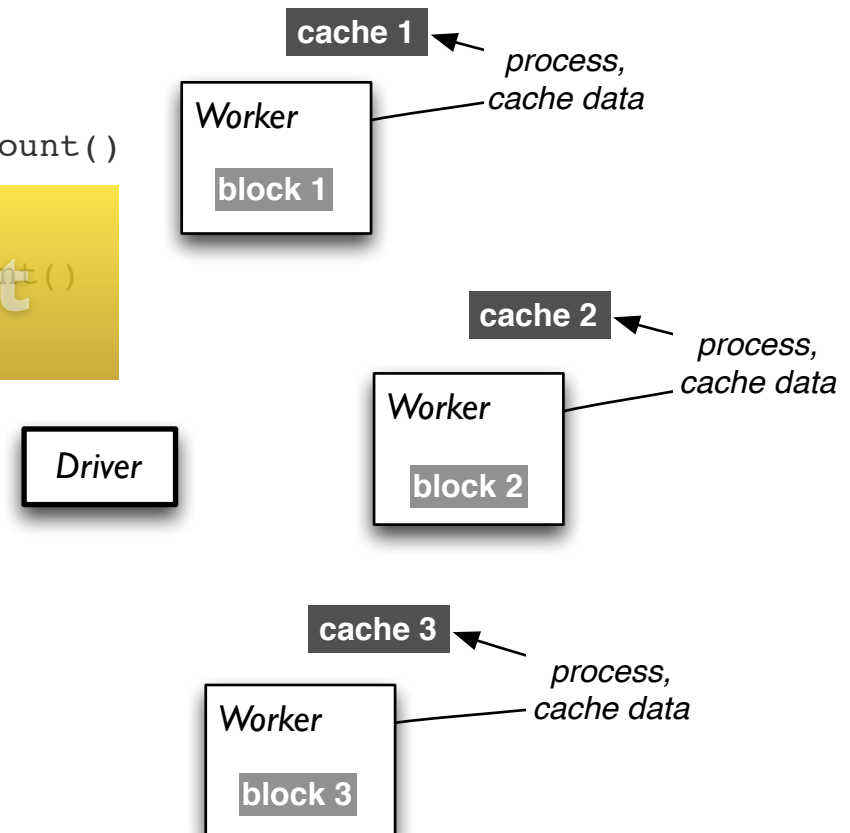 cache 1
process,
cache data
Worker
ount()
block 1
nt()
t
cache 2
process,
cache data
Worker
Driver
block 2
cache 3
process,
cache data
Worker
block 3